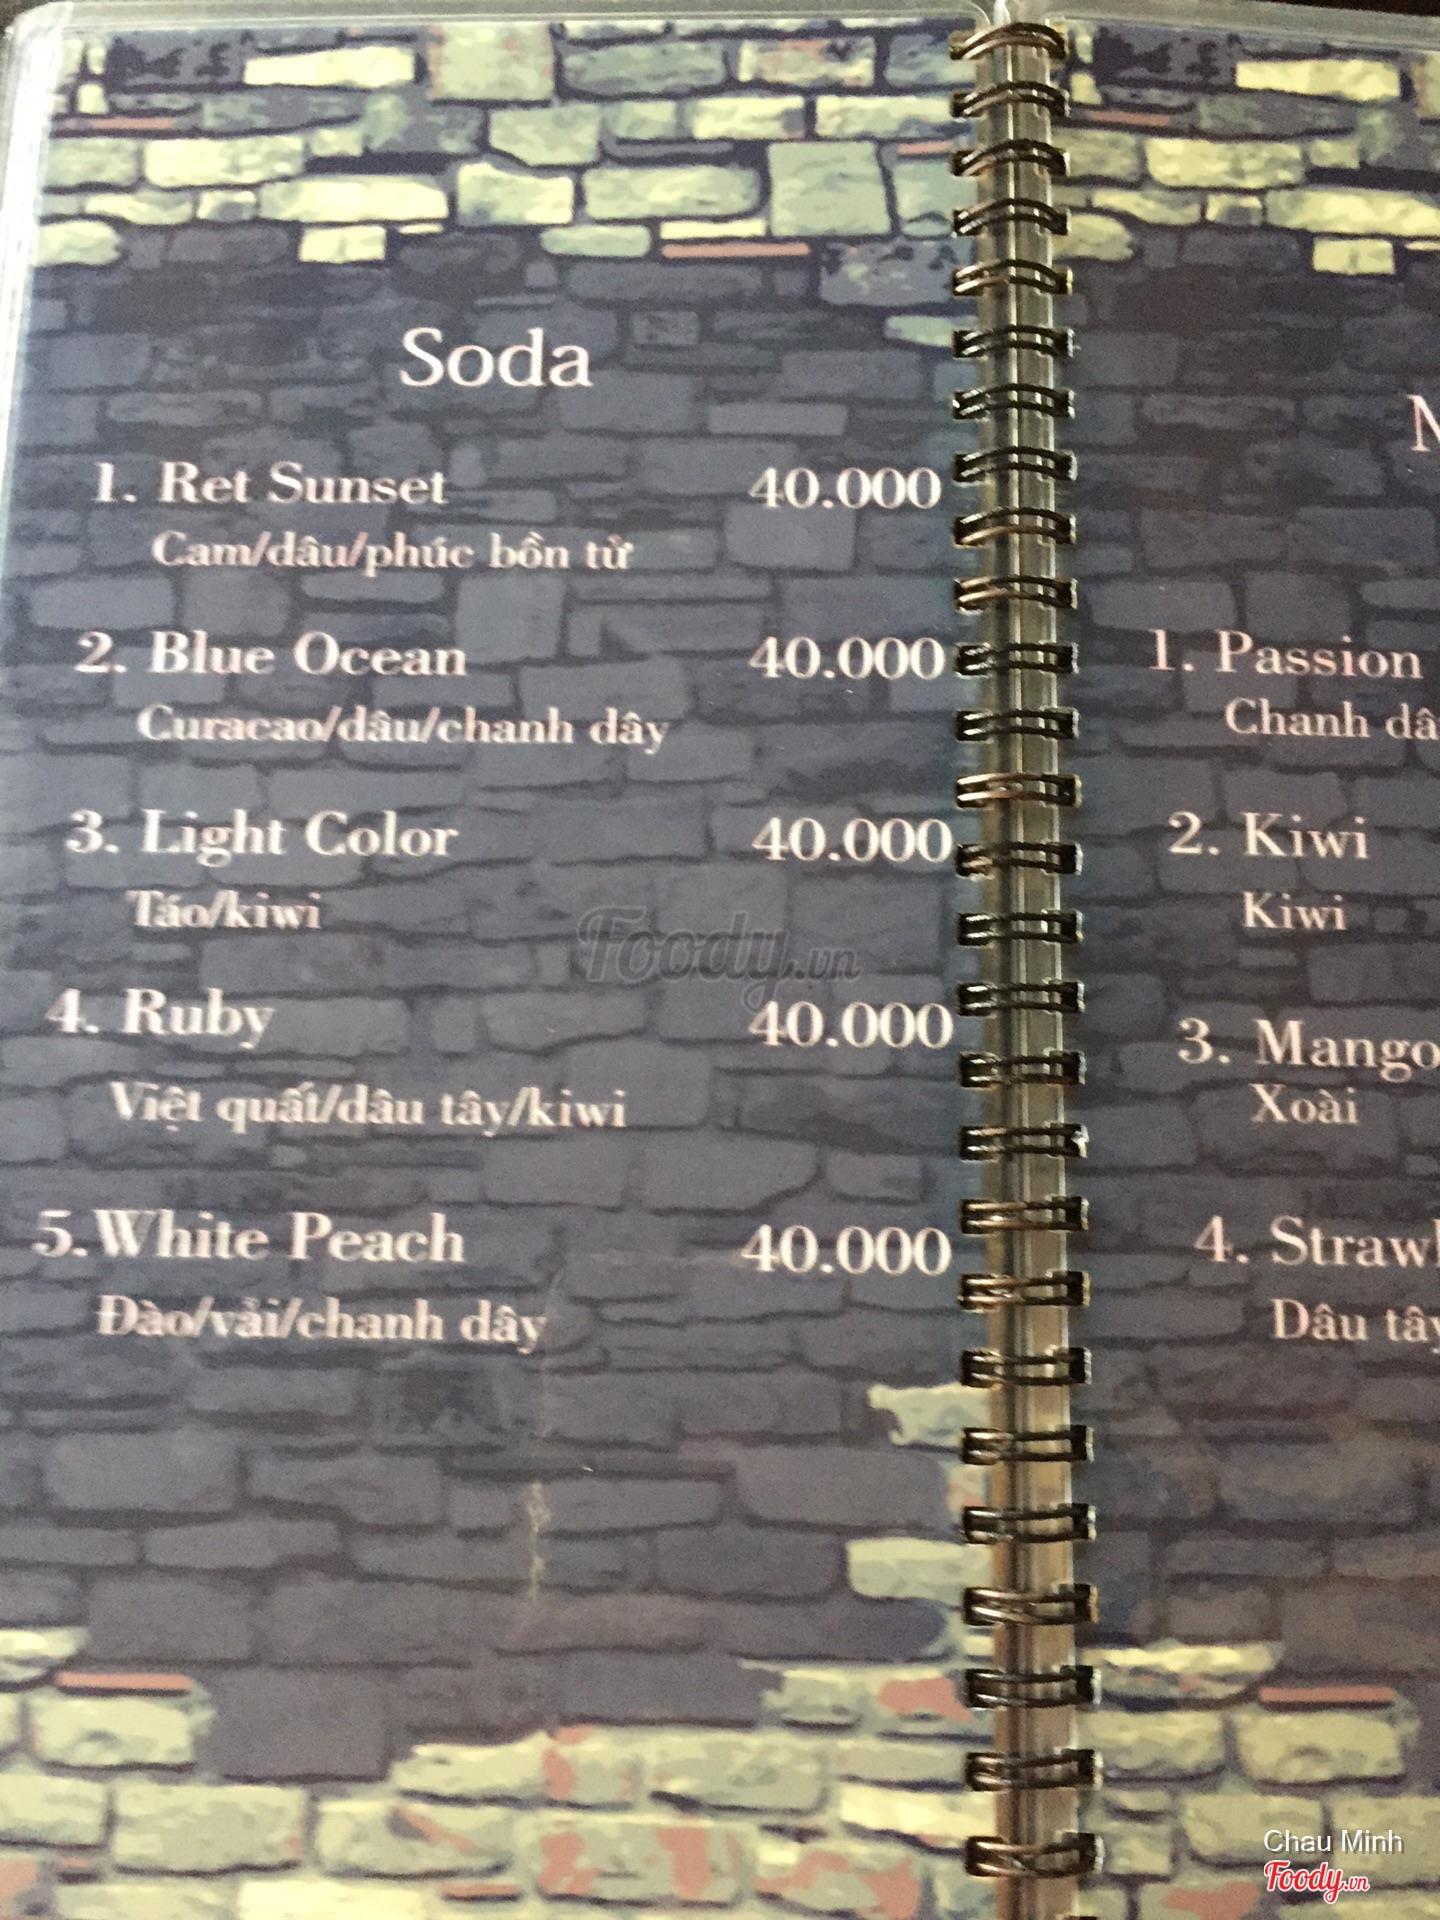 Soda
1. Ret Sunset 40.000
Cam/dâu/phúc bồn tử
2. Blue Ocean 40.000
Curacao/dâu/chanh dây
3. Light Color 40.000
Táo/kiwi
4. Ruby 40.000
Việt quất/dâu tây/kiwi
5. White Peach 40.000
Đào/vải/chanh dây
1. Passion
Chanh
2. Kiwi
Kiwi
3. Mango
Xoài
4.
Dâu tây
Foody.vn
Chau Minh
Foody.vn